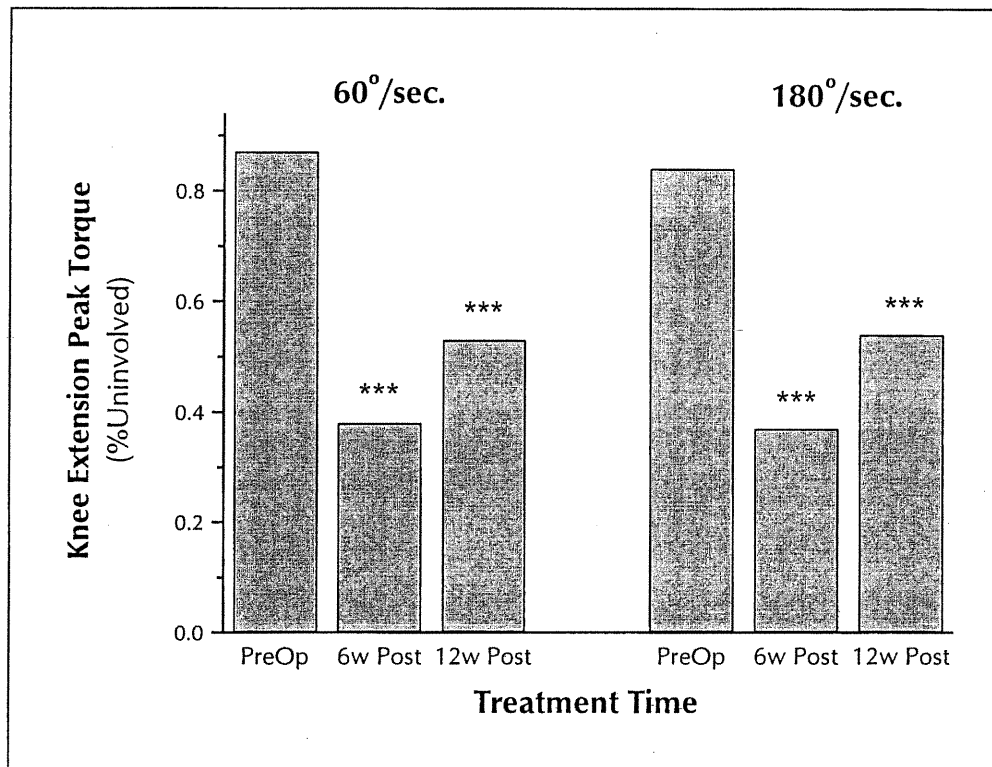 60°/sec.
180°/sec.
Knee Extension Peak Torque
(%Uninvolved)
0.8
0.6
0.4
0.2
0.0
***
***
***
***
PreOp
6w Post
12w Post
PreOp
6w Post
12w Post
Treatment Time